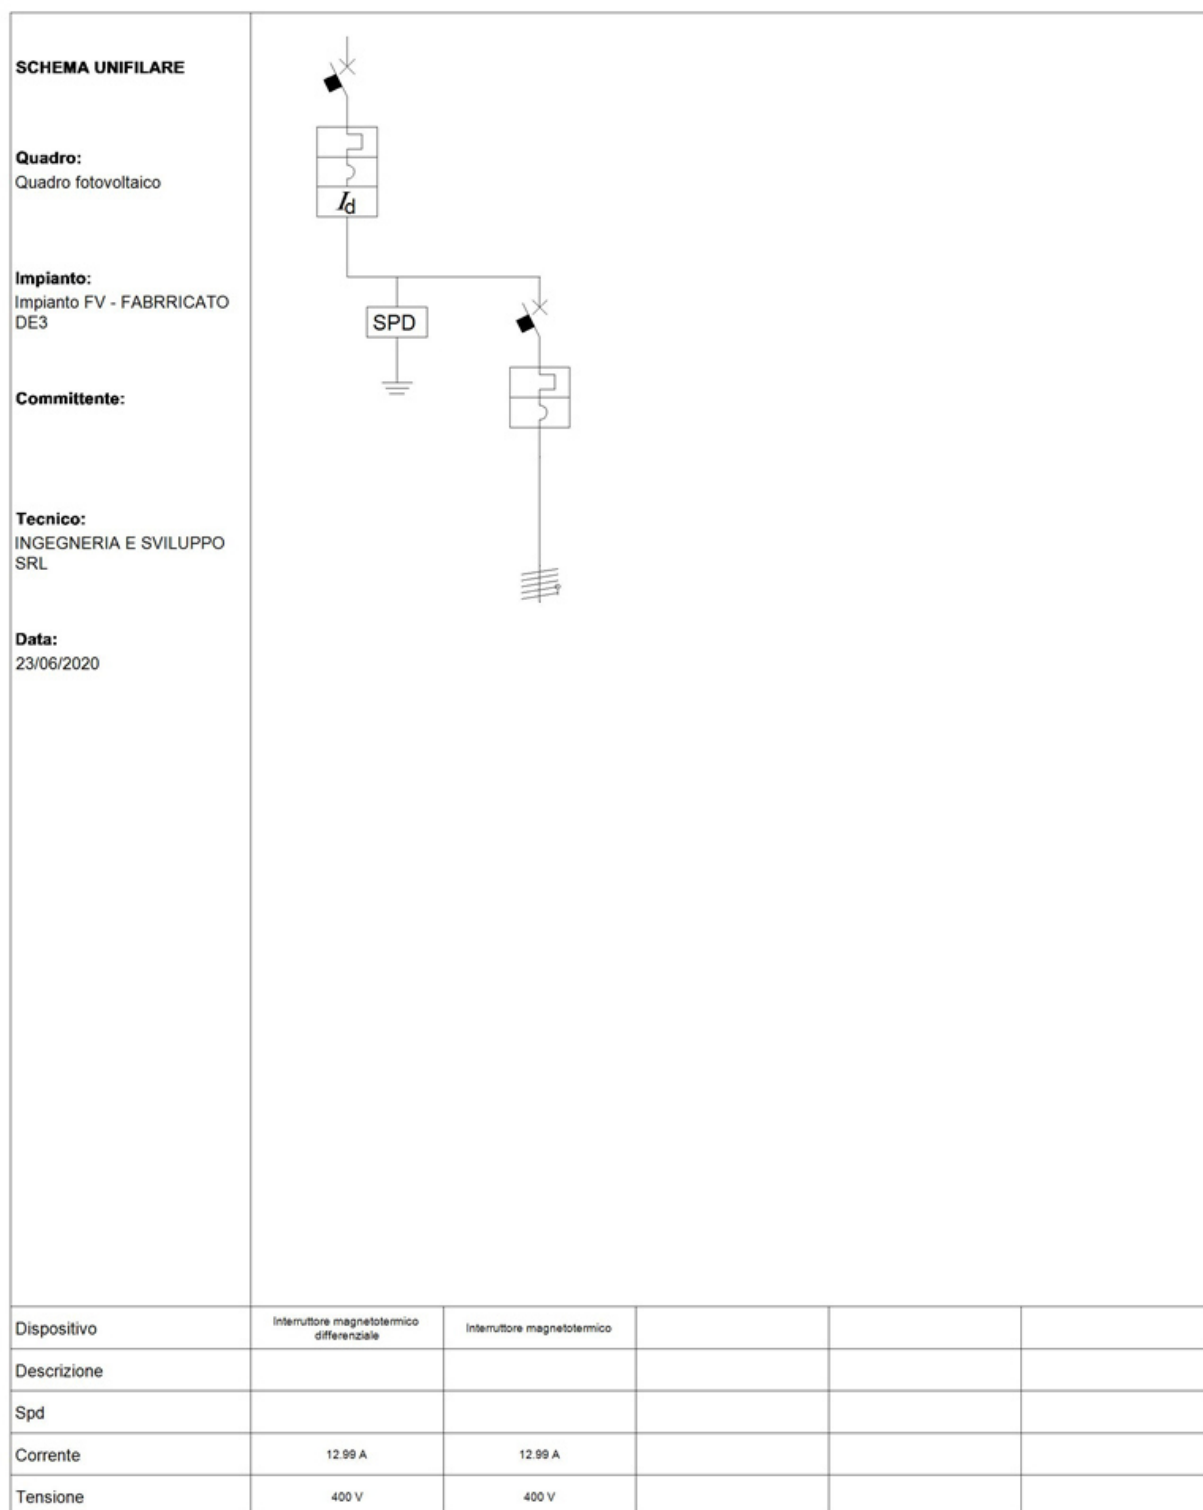 SCHEMA UNIFILARE
Quadro:
Quadro fotovoltaico
Impianto:
Impianto FV - FABRRICATO
DE3
Committente:
Tecnico:
INGEGNERIA E SVILUPPO
SRL
Data:
23/06/2020
Id
SPD
Dispositivo
Interruttore magnetotermico
differenziale
Interruttore magnetotermico
Descrizione
Spd
Corrente
12.99 A
12.99 A
Tensione
400 V
400 V